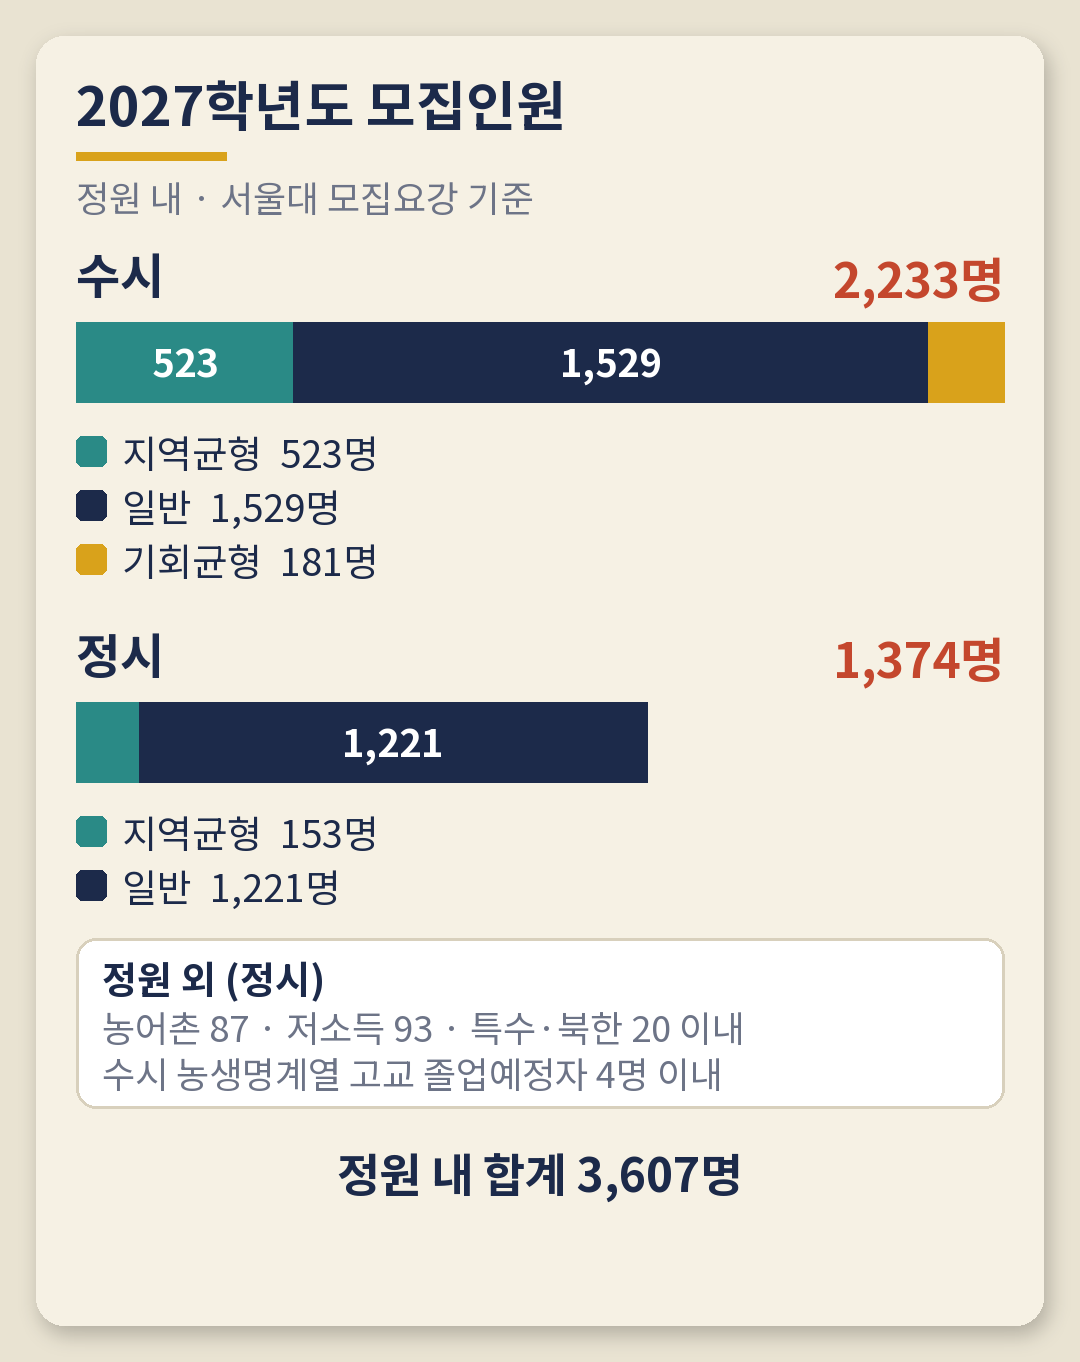 2027학년도 모집인원
정원 내 · 서울대 모집요강 기준
수시 2,233명
523 1,529
지역균형 523명
일반 1,529명
기회균형 181명
정시 1,374명
1,221
지역균형 153명
일반 1,221명
정원 외 (정시)
농어촌 87 · 저소득 93 · 특수·북한 20 이내
수시 농생명계열 고교 졸업예정자 4명 이내
정원 내 합계 3,607명